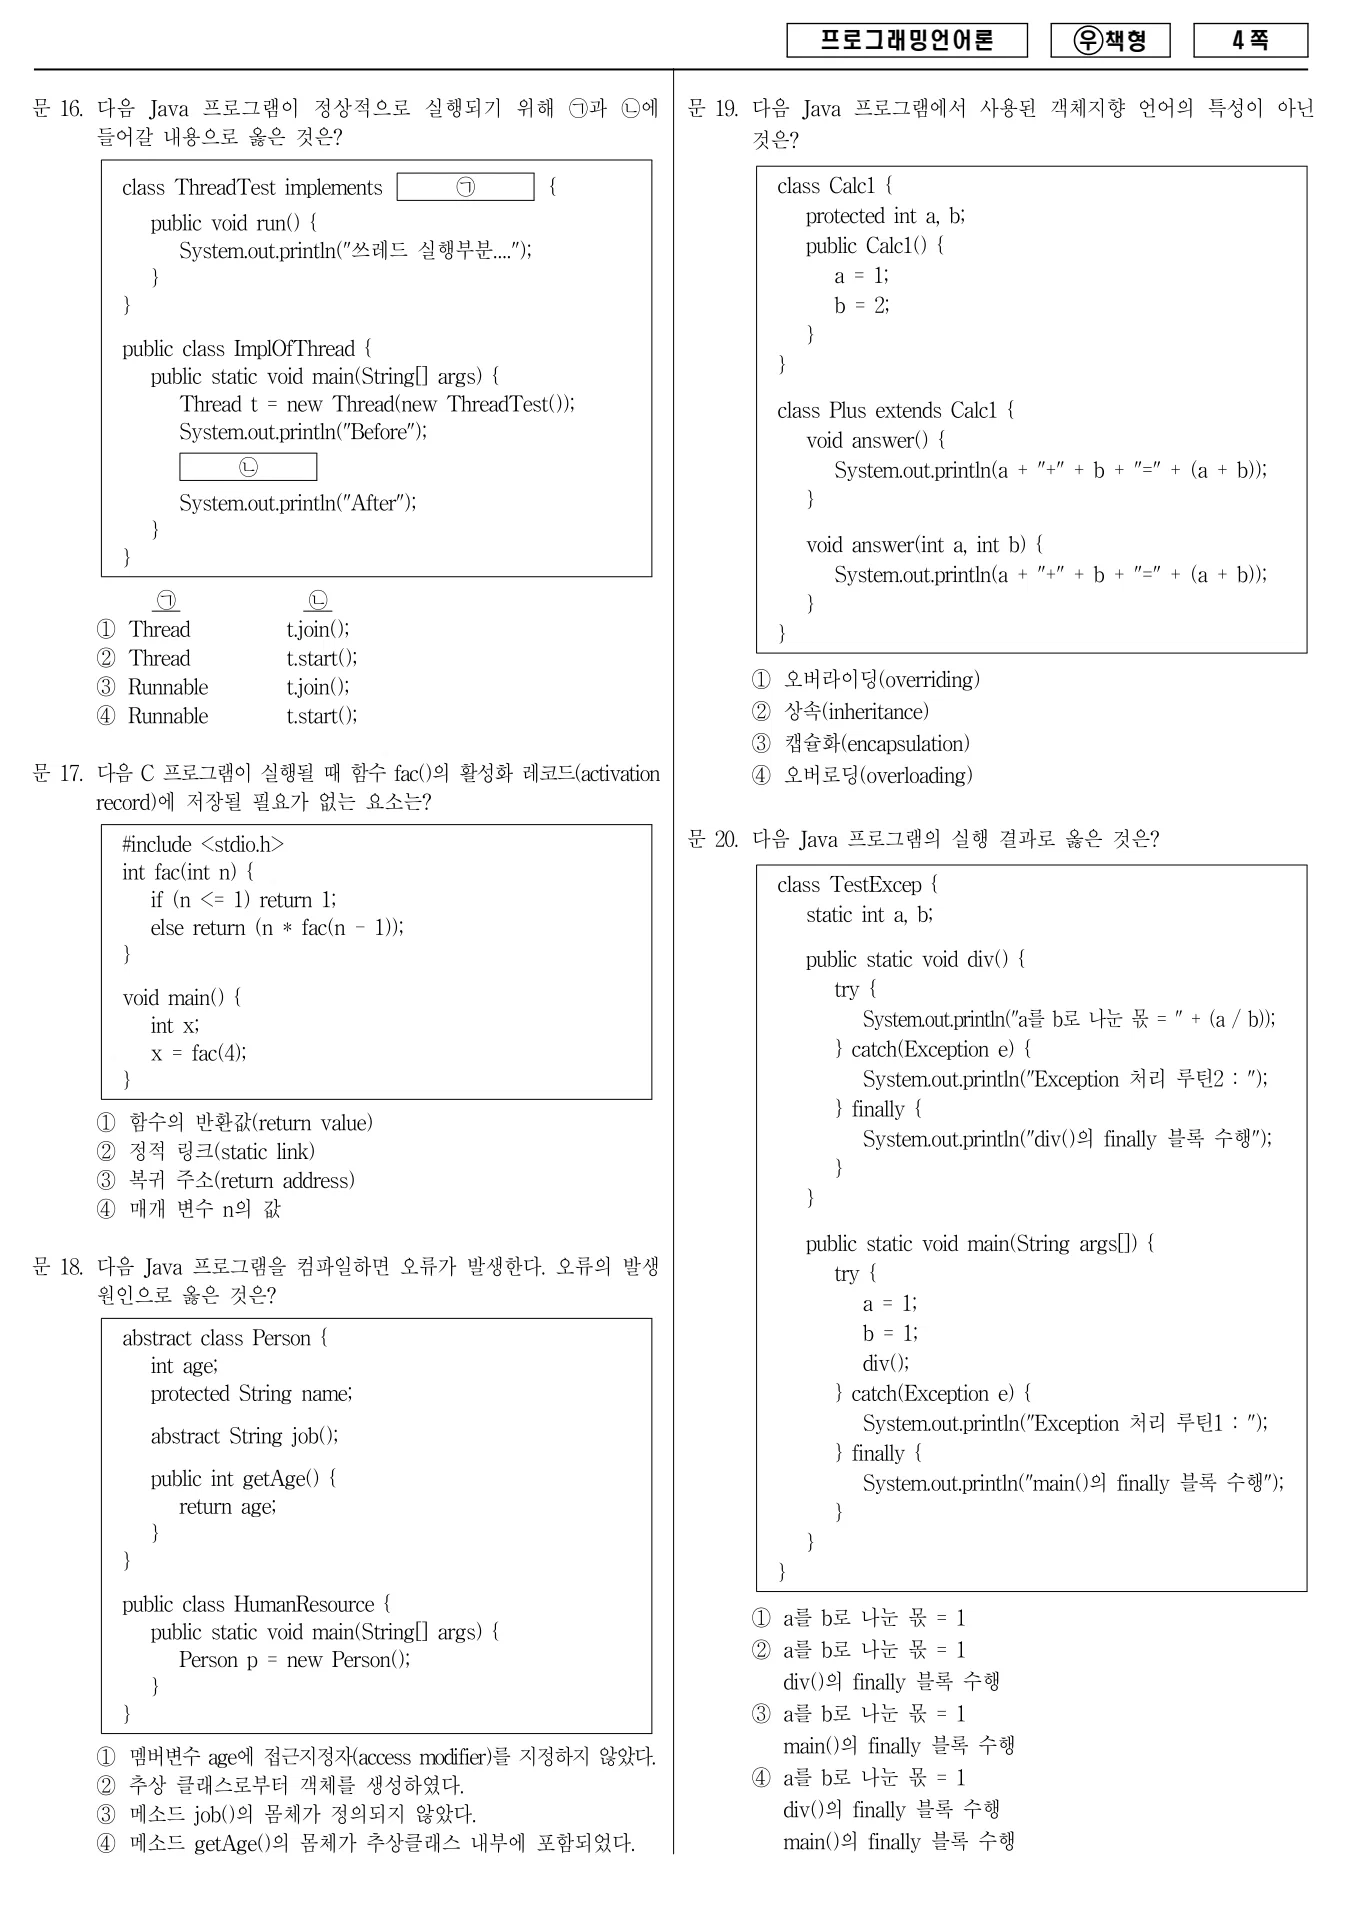 프로그래밍언어론
㉾책형
4 쪽
문 16. 다음 Java 프로그램이 정상적으로 실행되기 위해 ㉠과 ㉡에
들어갈 내용으로 옳은 것은?
class ThreadTest implements ㉠ {
public void run() {
System.out.println("쓰레드 실행부분....");
}
}
public class ImplOfThread {
public static void main(String[] args) {
Thread t = new Thread(new ThreadTest());
System.out.println("Before");
㉡
System.out.println("After");
}
}
㉠ ㉡
① Thread t.join();
② Thread t.start();
③ Runnable t.join();
④ Runnable t.start();
문 17. 다음 C 프로그램이 실행될 때 함수 fac()의 활성화 레코드(activation
record)에 저장될 필요가 없는 요소는?
#include <stdio.h>
int fac(int n) {
if (n <= 1) return 1;
else return (n * fac(n - 1));
}
void main() {
int x;
x = fac(4);
}
① 함수의 반환값(return value)
② 정적 링크(static link)
③ 복귀 주소(return address)
④ 매개 변수 n의 값
문 18. 다음 Java 프로그램을 컴파일하면 오류가 발생한다. 오류의 발생
원인으로 옳은 것은?
abstract class Person {
int age;
protected String name;
abstract String job();
public int getAge() {
return age;
}
}
public class HumanResource {
public static void main(String[] args) {
Person p = new Person();
}
}
① 멤버변수 age에 접근지정자(access modifier)를 지정하지 않았다.
② 추상 클래스로부터 객체를 생성하였다.
③ 메소드 job()의 몸체가 정의되지 않았다.
④ 메소드 getAge()의 몸체가 추상클래스 내부에 포함되었다.
문 19. 다음 Java 프로그램에서 사용된 객체지향 언어의 특성이 아닌
것은?
class Calc1 {
protected int a, b;
public Calc1() {
a = 1;
b = 2;
}
}
class Plus extends Calc1 {
void answer() {
System.out.println(a + "+" + b + "=" + (a + b));
}
void answer(int a, int b) {
System.out.println(a + "+" + b + "=" + (a + b));
}
}
① 오버라이딩(overriding)
② 상속(inheritance)
③ 캡슐화(encapsulation)
④ 오버로딩(overloading)
문 20. 다음 Java 프로그램의 실행 결과로 옳은 것은?
class TestExcep {
static int a, b;
public static void div() {
try {
System.out.println("a를 b로 나눈 몫 = " + (a / b));
} catch(Exception e) {
System.out.println("Exception 처리 루틴2 : ");
} finally {
System.out.println("div()의 finally 블록 수행");
}
}
public static void main(String args[]) {
try {
a = 1;
b = 1;
div();
} catch(Exception e) {
System.out.println("Exception 처리 루틴1 : ");
} finally {
System.out.println("main()의 finally 블록 수행");
}
}
}
① a를 b로 나눈 몫 = 1
② a를 b로 나눈 몫 = 1
div()의 finally 블록 수행
③ a를 b로 나눈 몫 = 1
main()의 finally 블록 수행
④ a를 b로 나눈 몫 = 1
div()의 finally 블록 수행
main()의 finally 블록 수행